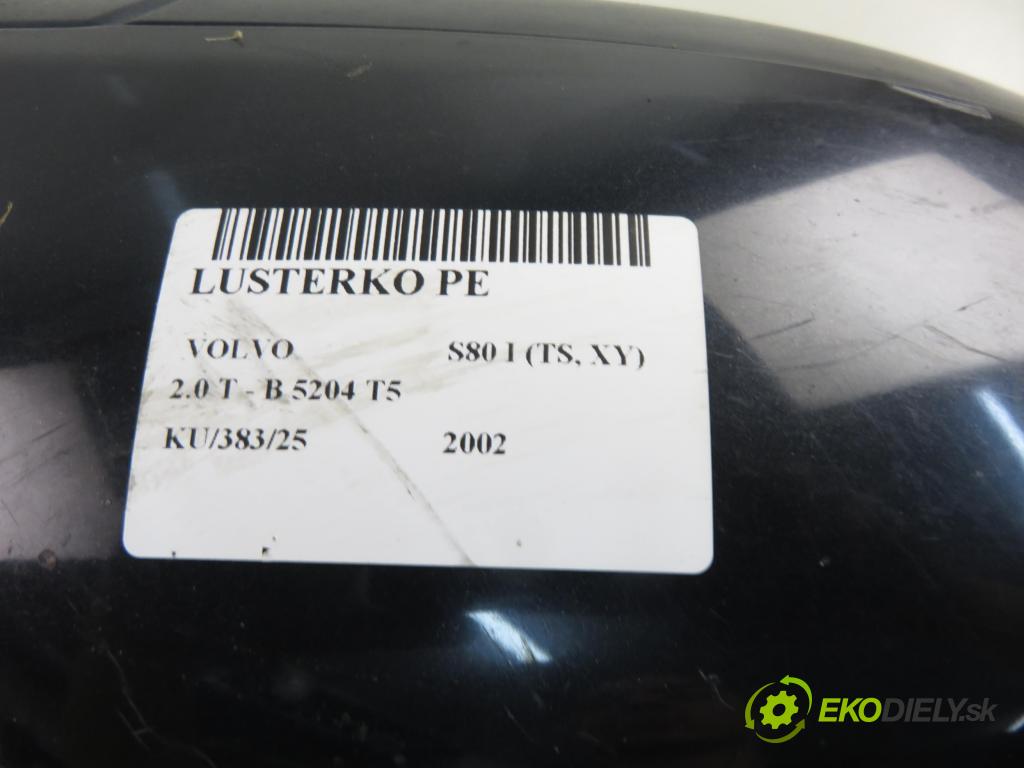 LUSTERKO PE
VOLVO S80 I (TS, XY)
2.0 T - B 5204 T5
KU/383/25 2002
EKODIELY.sk